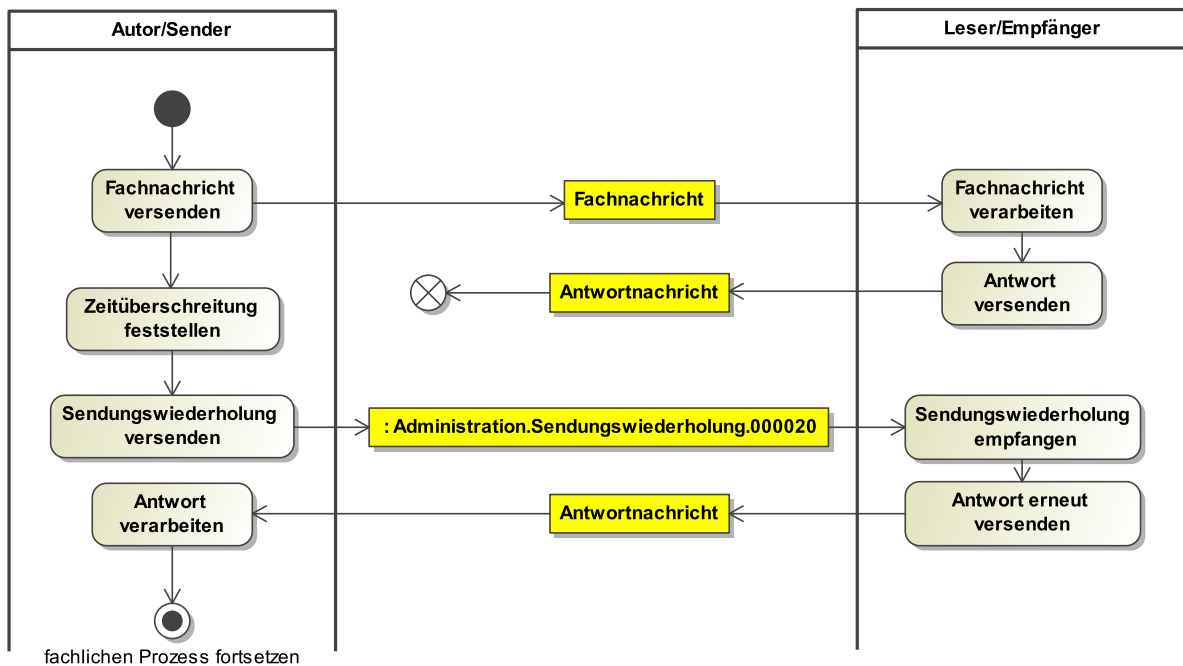 Autor/Sender
Leser/Empfänger
Fachnachricht
versenden
Fachnachricht
Fachnachricht
verarbeiten
Zeitüberschreitung
feststellen
Antwortnachricht
Antwort
versenden
Sendungswiederholung
versenden
: Administration.Sendungswiederholung.000020
Sendungswiederholung
empfangen
Antwort
verarbeiten
Antwortnachricht
Antwort erneut
versenden
fachlichen Prozess fortsetzen